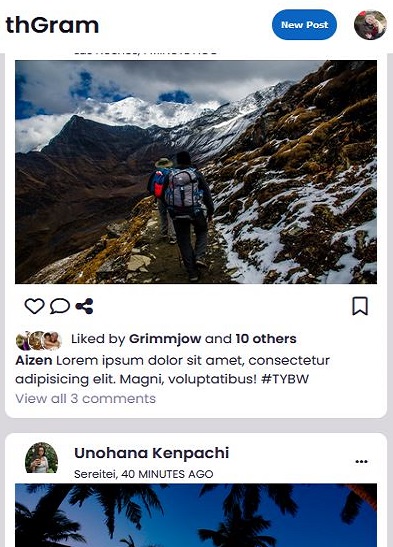 thGram
New Post
Liked by Grimmjow and 10 others
Aizen Lorem ipsum dolor sit amet, consectetur
adipisicing elit. Magni, voluptatibus! #TYBW
View all 3 comments
Unohana Kenpachi
Sereitei, 40 MINUTES AGO